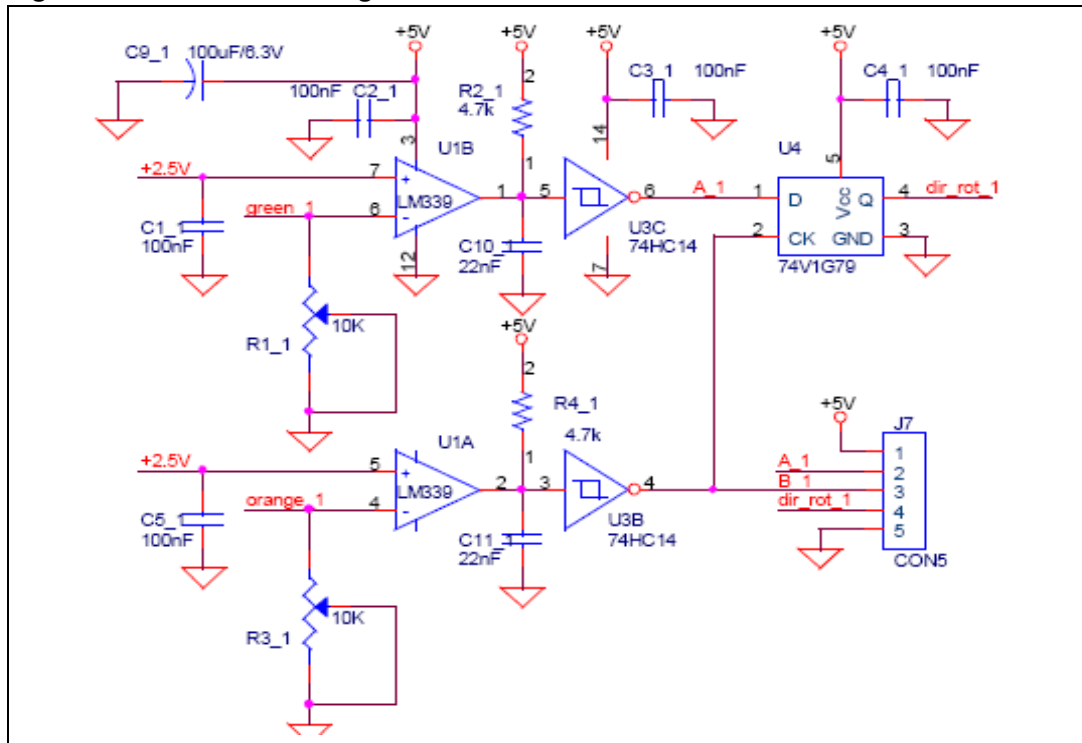 +5V
+5V
+5V
+5V
C9_1
100uF/6.3V
100nF
C2_1
R2_1
4.7k
2
C3_1
100nF
C4_1
100nF
3
14
U1B
U4
5
1
+2.5V
7
+
LM339
1
5
6
A_1
1
D
Vcc
Q
4
dir_rot_1
green_1
6
-
C1_1
100nF
12
C10_1
22nF
U3C
74HC14
7
2
CK
GND
3
74V1G79
+5V
R1_1
10K
2
R4_1
4.7k
+5V
J7
U1A
1
1
+2.5V
5
+
LM339
2
3
4
A_1
2
B_1
3
orange_1
4
-
dir_rot_1
4
C5_1
100nF
C11_1
22nF
U3B
74HC14
5
CON5
R3_1
10K